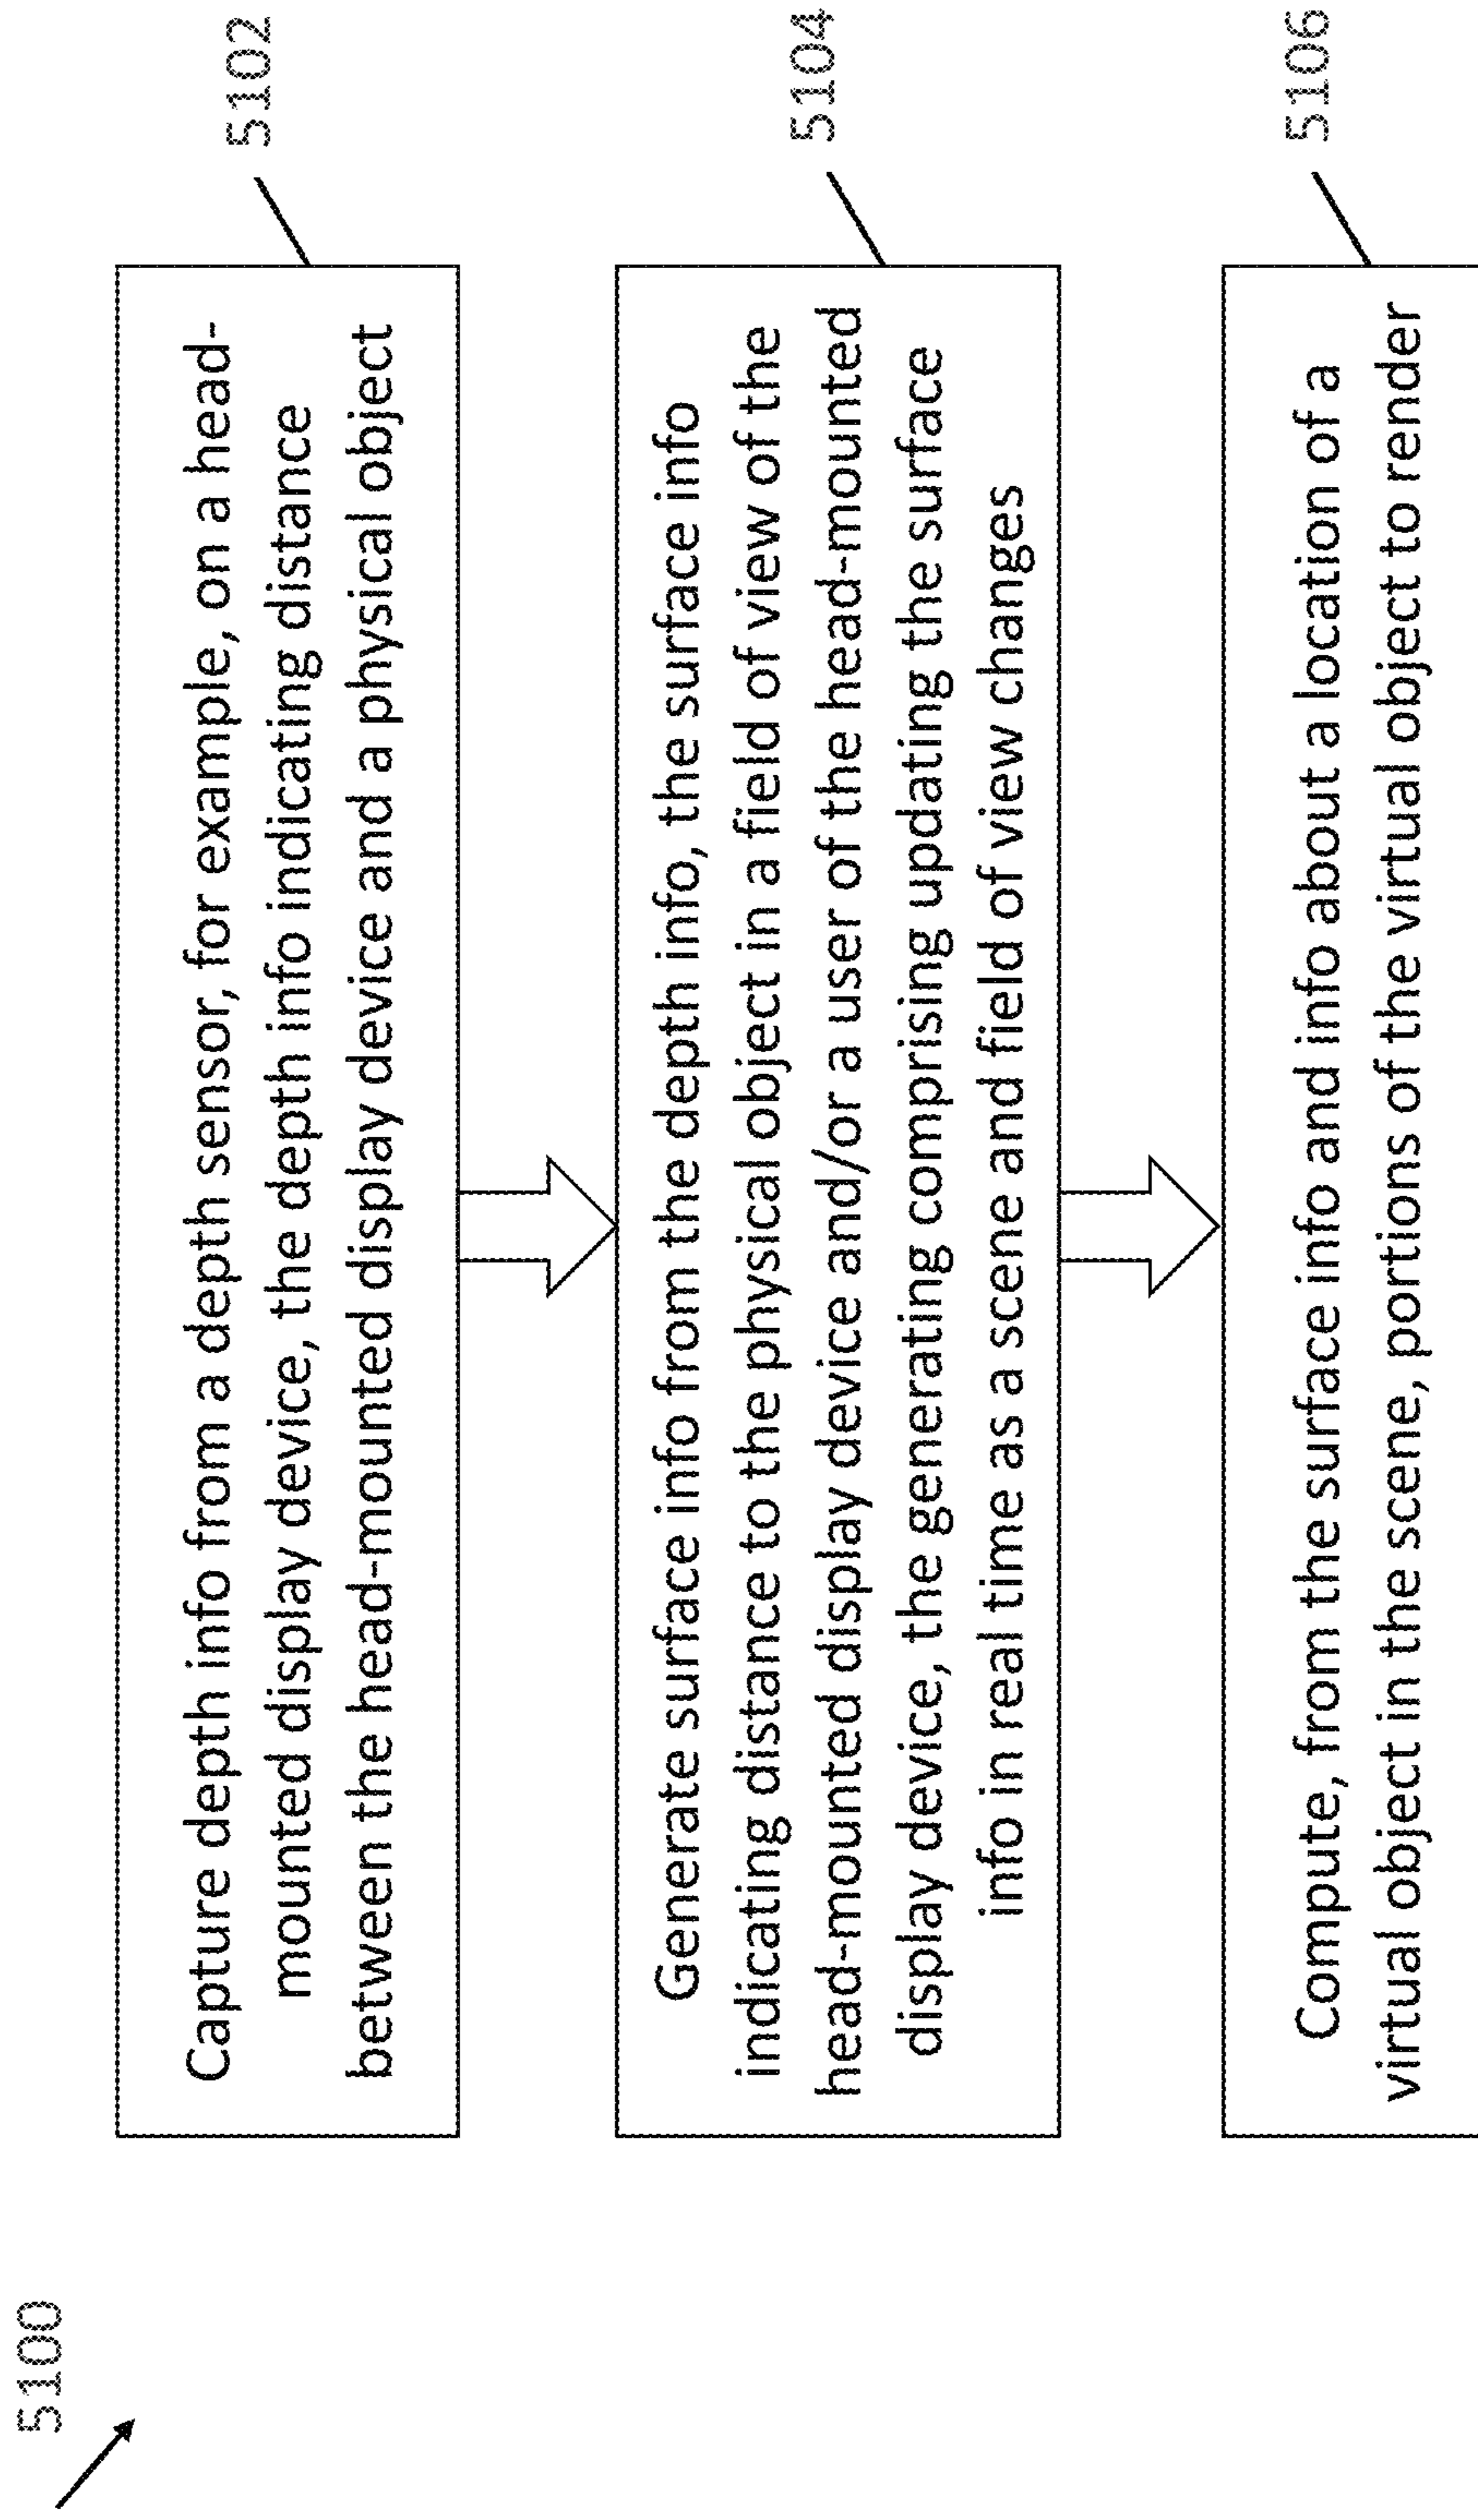 5100
Capture depth info from a depth sensor, for example, on a head-
mounted display device, the depth info indicating distance
between the head-mounted display device and a physical object
5102
Generate surface info from the depth info, the surface info
indicating distance to the physical object in a field of view of the
head-mounted display device and/or a user of the head-mounted
display device, the generating comprising updating the surface
info in real time as a scene and field of view changes
5104
Compute, from the surface info and info about a location of a
virtual object in the scene, portions of the virtual object to render
5106